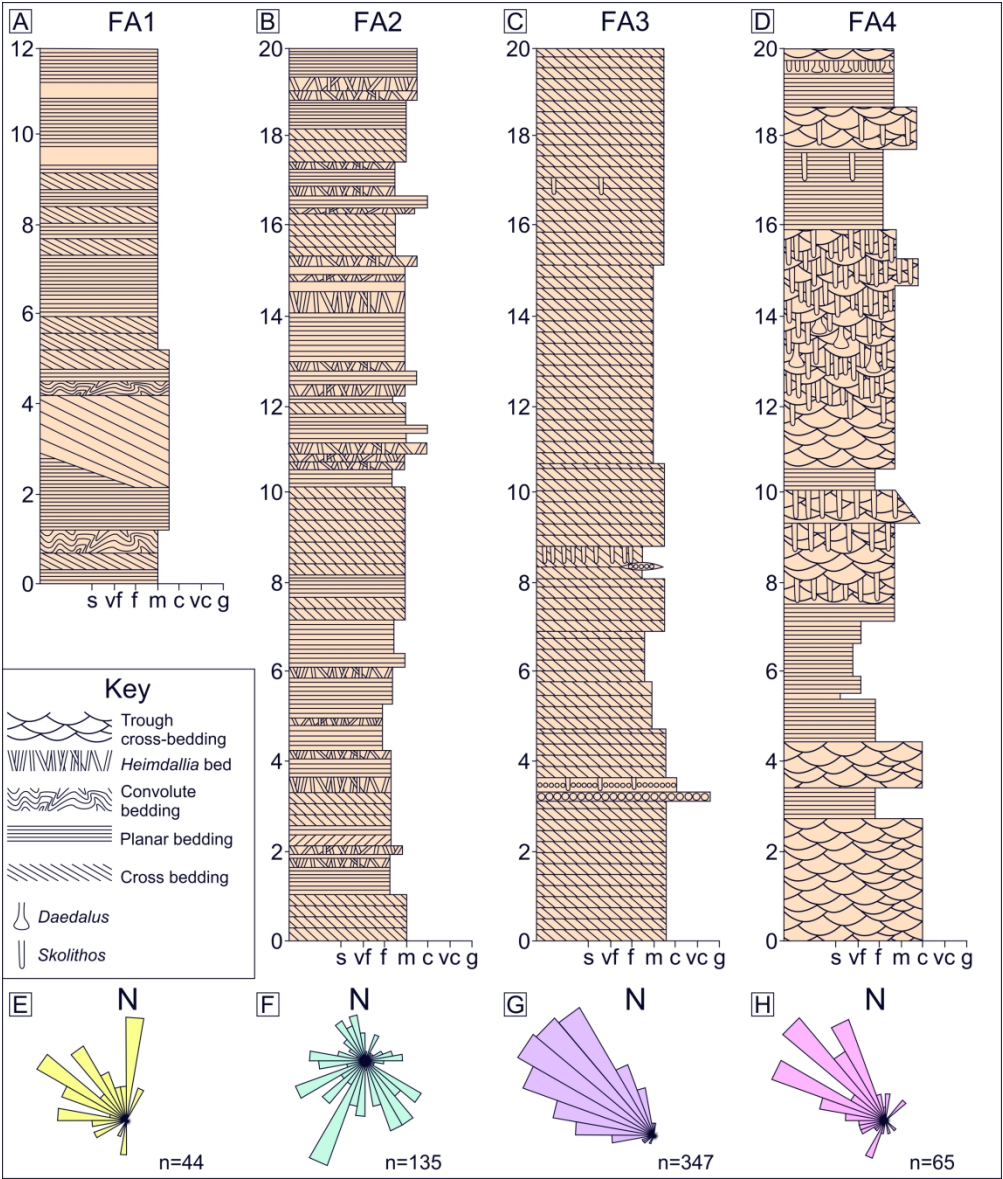 A FA1
B FA2
C FA3
D FA4
12
10
8
6
4
2
0
s vf f m c vc g
20
18
16
14
12
10
8
6
4
2
0
s vf f m c vc g
20
18
16
14
12
10
8
6
4
2
0
s vf f m c vc g
20
18
16
14
12
10
8
6
4
2
0
s vf f m c vc g
Key
Trough
cross-bedding
Heimdallia bed
Convolute
bedding
Planar bedding
Cross bedding
Daedalus
Skolithos
E N
n=44
F N
n=135
G N
n=347
H N
n=65